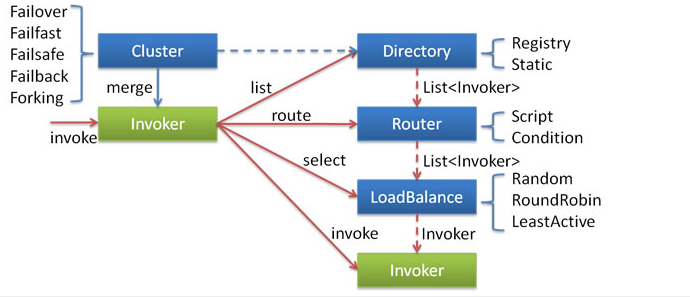 Failover
Failfast
Failsafe
Failback
Forking
Cluster
Directory
Registry
Static
merge
list
List<Invoker>
invoke
Invoker
route
Router
Script
Condition
select
List<Invoker>
LoadBalance
Random
RoundRobin
LeastActive
invoke
Invoker
Invoker